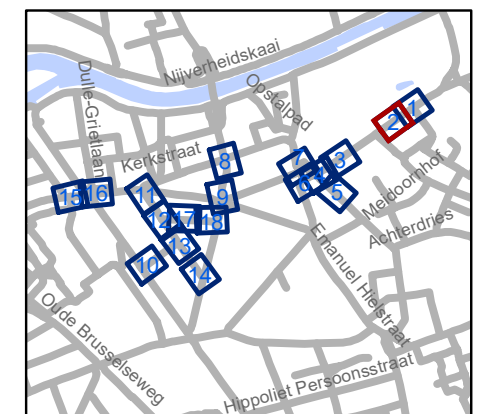 Nijverheidskaai
Dulle-Grietlaan
Opstalpad
Kerkstraat
1
2
3
4
5
6
7
8
9
10
11
12
13
14
15
16
17
18
Meidoornhof
Achterdries
Emanuel Hielstraat
Oude Brusselseweg
Hippoliet Persoonsstraat